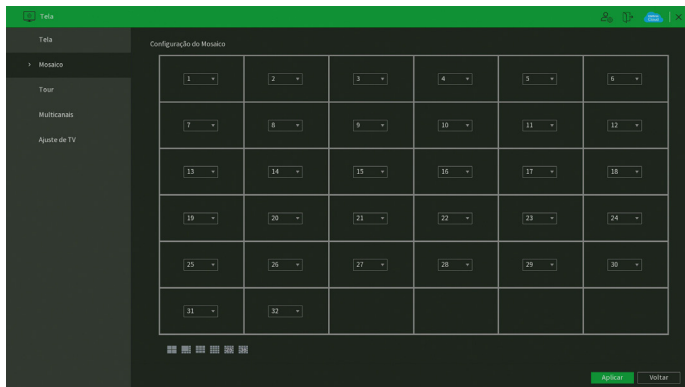 Tela
Tela
Configuração do Mosaico
Mosaico
Tour
Multicanais
Ajuste de TV
1 2 3 4 5 6
7 8 9 10 11 12
13 14 15 16 17 18
19 20 21 22 23 24
25 26 27 28 29 30
31 32
Aplicar Voltar